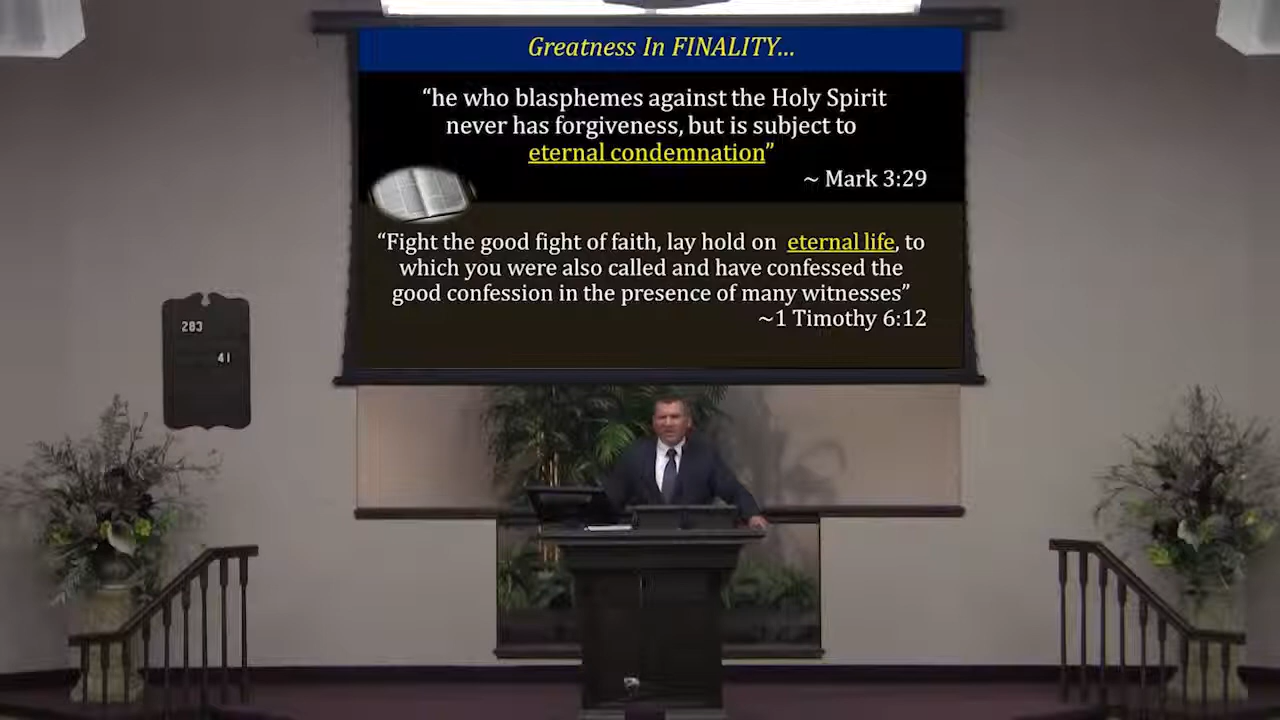 Greatness In FINALITY...
“he who blasphemes against the Holy Spirit
never has forgiveness, but is subject to
eternal condemnation”
~ Mark 3:29
“Fight the good fight of faith, lay hold on eternal life, to
which you were also called and have confessed the
good confession in the presence of many witnesses”
~1 Timothy 6:12
203
41